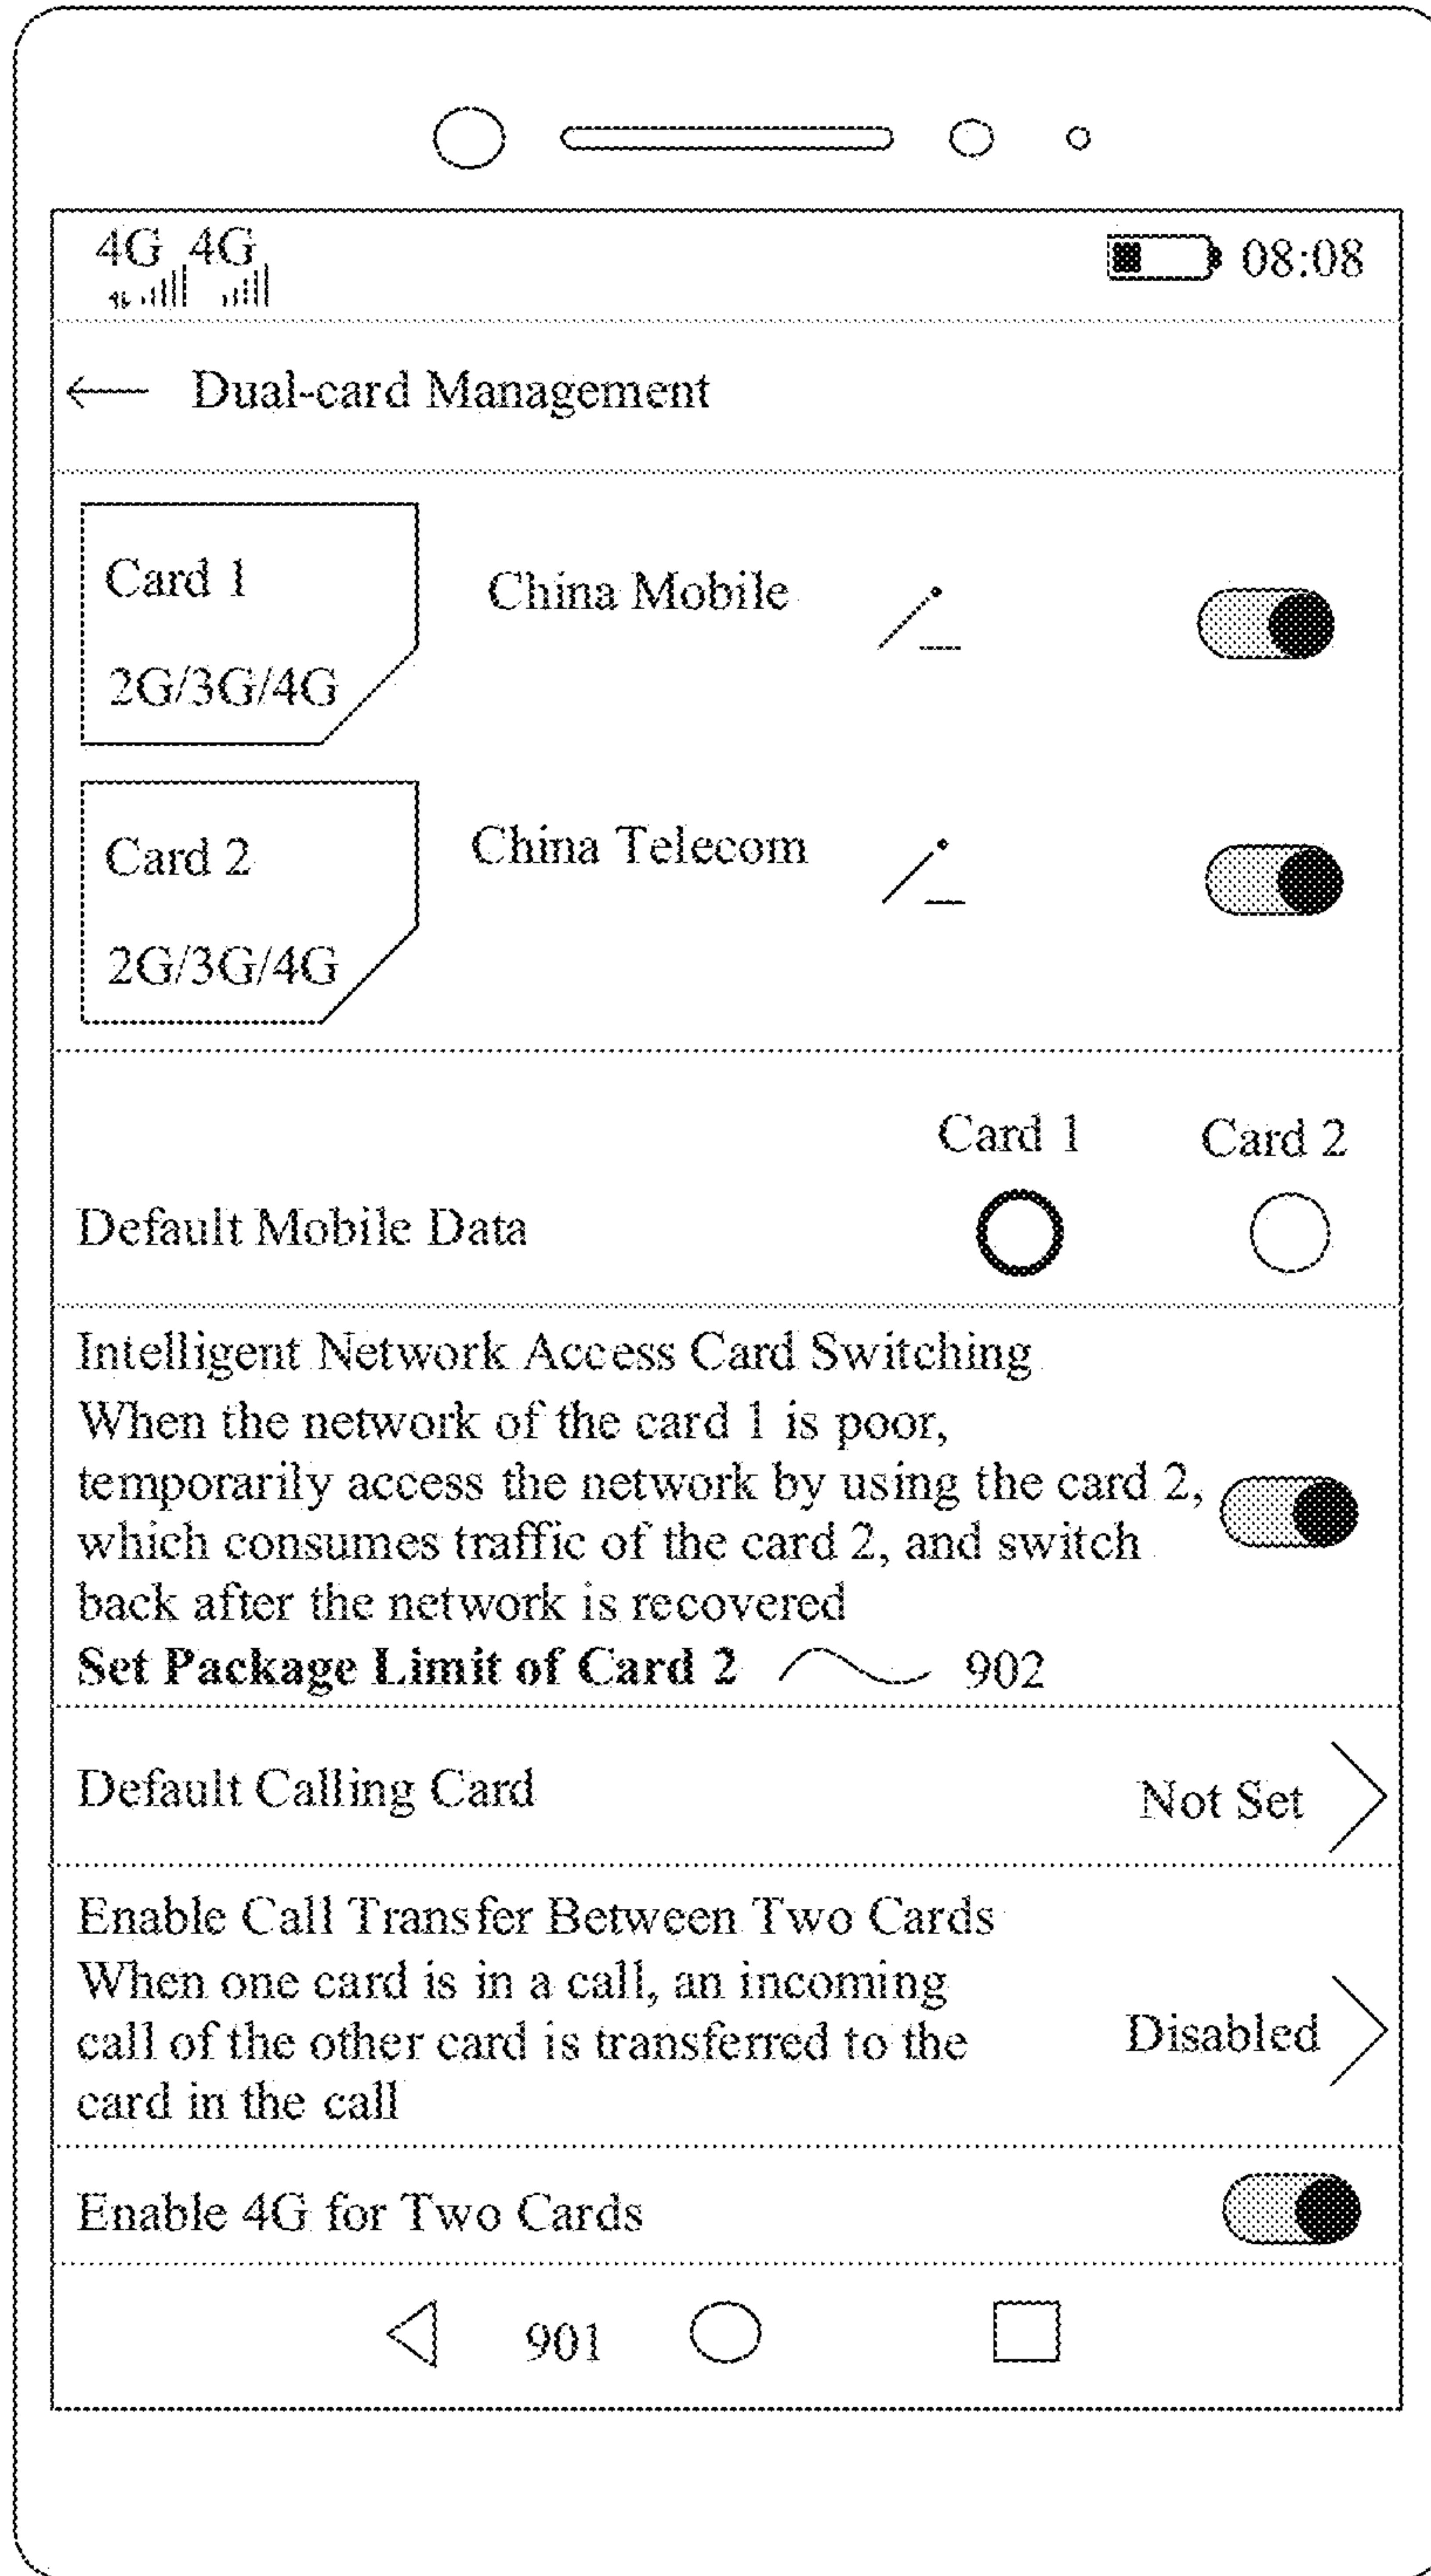 4G 4G 08:08
Dual-card Management
Card 1
China Mobile
2G/3G/4G
Card 2
China Telecom
2G/3G/4G
Card 1 Card 2
Default Mobile Data
Intelligent Network Access Card Switching
When the network of the card 1 is poor,
temporarily access the network by using the card 2,
which consumes traffic of the card 2, and switch
back after the network is recovered
Set Package Limit of Card 2 902
Default Calling Card Not Set
Enable Call Transfer Between Two Cards
When one card is in a call, an incoming
call of the other card is transferred to the
card in the call
Disabled
Enable 4G for Two Cards
901